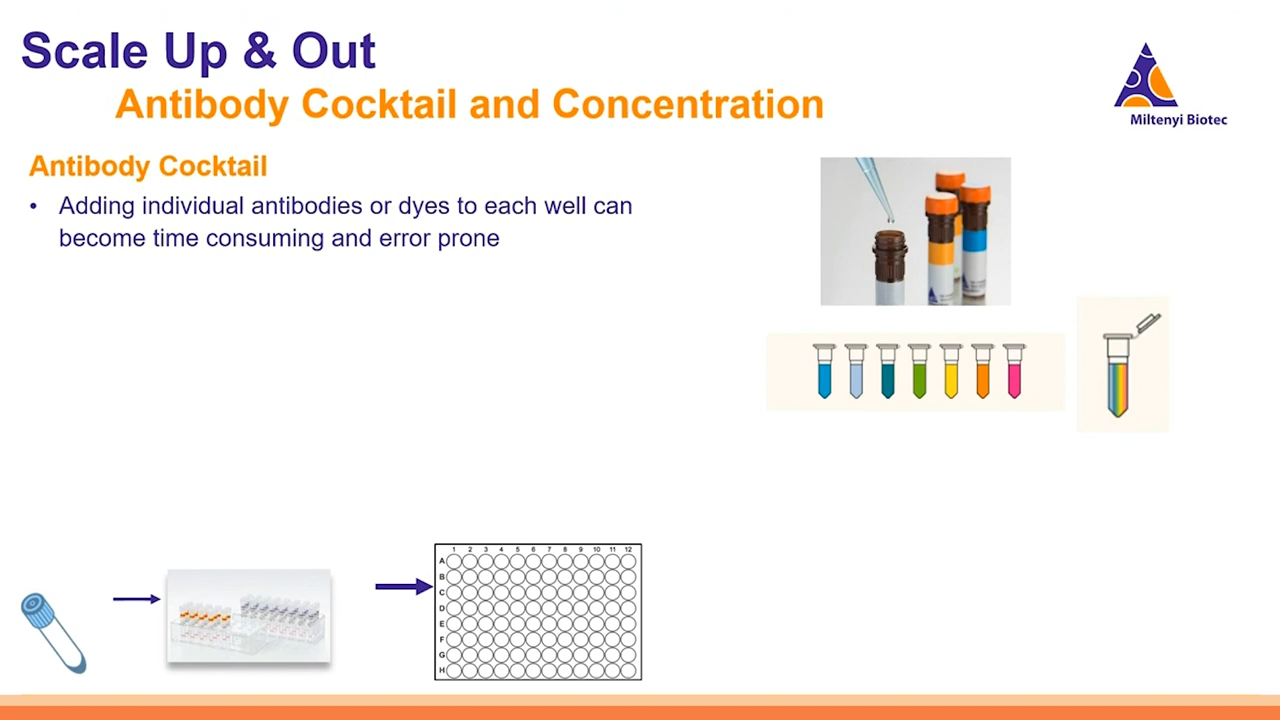 Scale Up & Out
Antibody Cocktail and Concentration
Miltenyi Biotec
Antibody Cocktail
• Adding individual antibodies or dyes to each well can
become time consuming and error prone
1 2 3 4 5 6 7 8 9 10 11 12
A
B
C
D
E
F
G
H